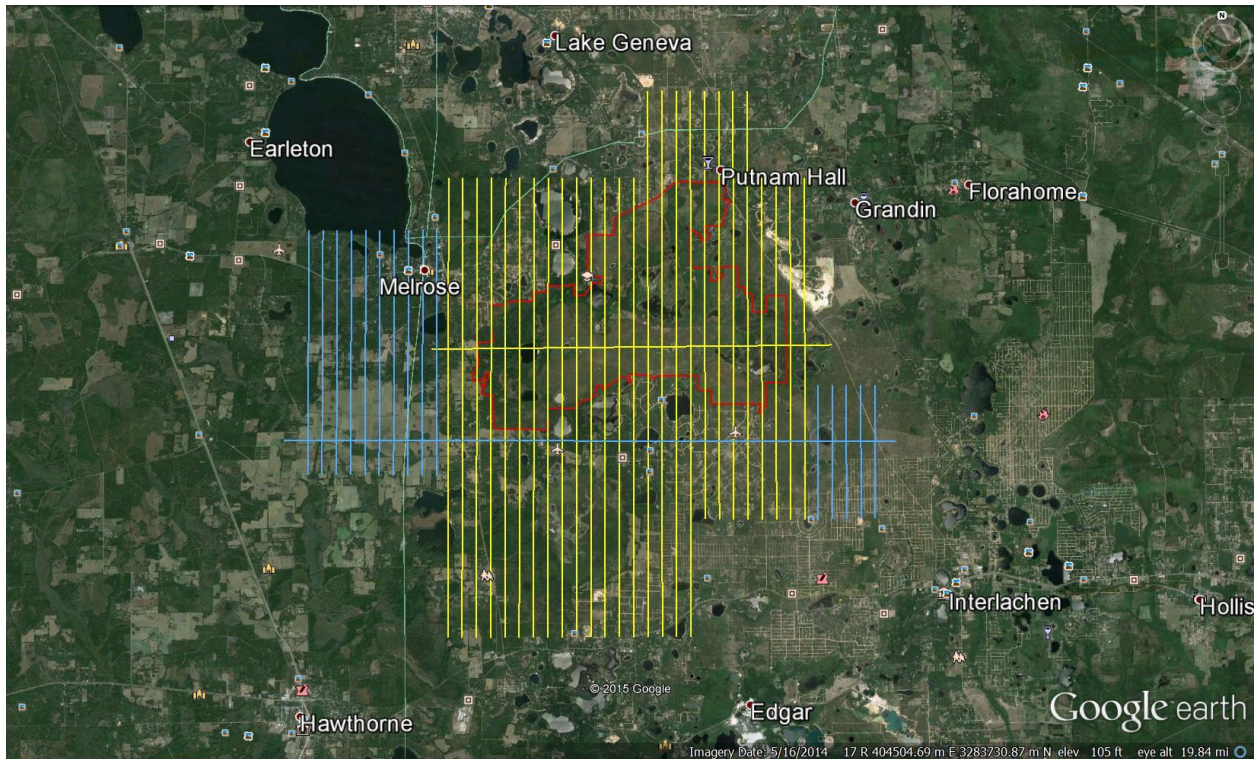 Lake Geneva
Earleton
Putnam Hall
Florahome
Grandin
Melrose
Interlachen
Hollis
© 2015 Google
Edgar
Hawthorne
Google earth
Imagery Date: 5/16/2014 17 R 404504.69 m E 3283730.87 m N elev 105 ft eye alt 19.84 mi